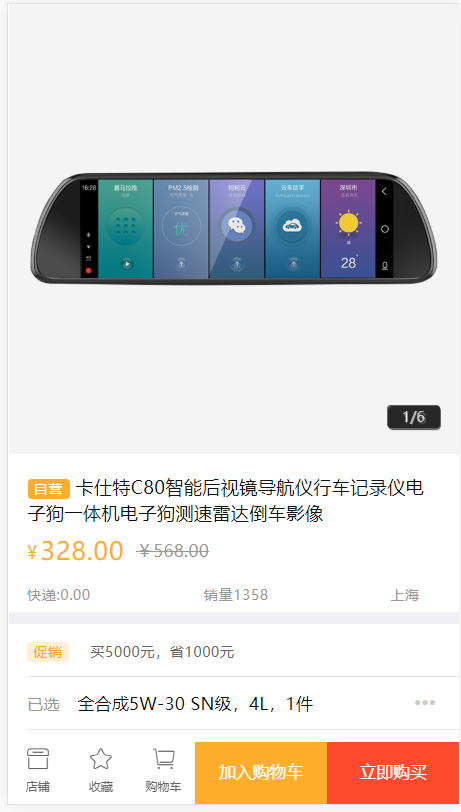 16:28
喜马拉雅
PM2.5检测
柯柯云
云车助手
深圳市
空气质量
优
28°
1/6
自营 卡仕特C80智能后视镜导航仪行车记录仪电
子狗一体机电子狗测速雷达倒车影像
￥328.00 ￥568.00
快递:0.00 销量1358 上海
促销 买5000元，省1000元
已选 全合成5W-30 SN级，4L，1件
店铺 收藏 购物车 加入购物车 立即购买